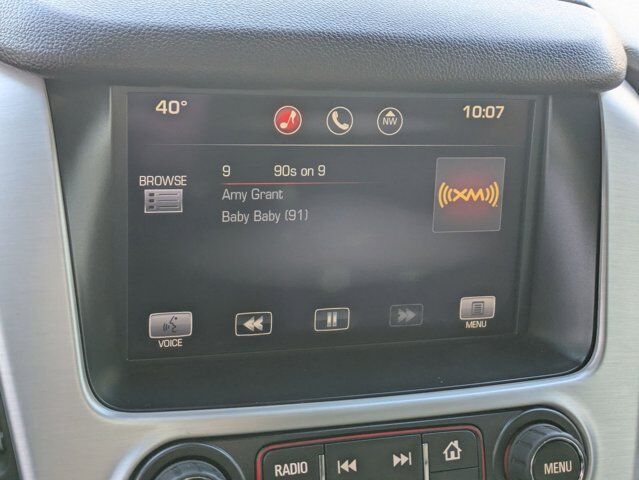 40°
NW
10:07
BROWSE
9 90s on 9
Amy Grant
Baby Baby (91)
((((XM))))
VOICE
MENU
RADIO
MENU